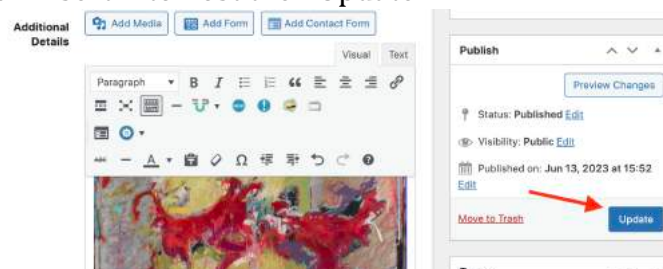 Additional
Details
Add Media
Add Form
Add Contact Form
Visual
Text
Paragraph
B I
ABC
A
Ω
Publish
Preview Changes
Status: Published Edit
Visibility: Public Edit
Published on: Jun 13, 2023 at 15:52
Edit
Move to Trash
Update